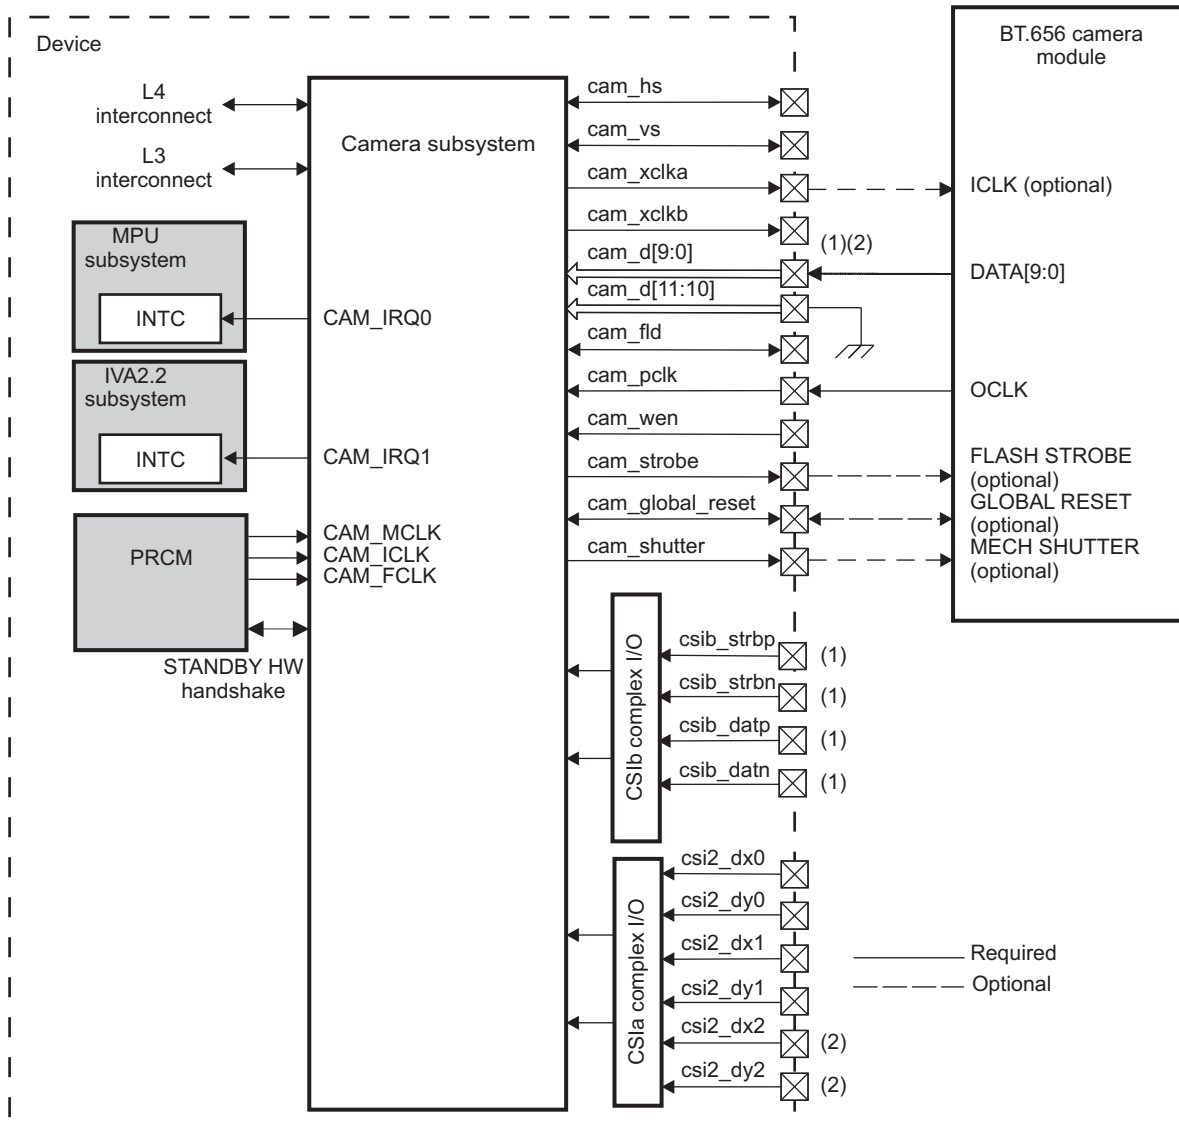 Device
BT.656 camera
module
L4
interconnect
L3
interconnect
Camera subsystem
cam_hs
cam_vs
cam_xclka
ICLK (optional)
cam_xclkb
(1)(2)
cam_d[9:0]
DATA[9:0]
cam_d[11:10]
cam_fld
cam_pclk
OCLK
cam_wen
cam_strobe
FLASH STROBE
(optional)
cam_global_reset
GLOBAL RESET
(optional)
cam_shutter
MECH SHUTTER
(optional)
MPU
subsystem
INTC
CAM_IRQ0
IVA2.2
subsystem
INTC
CAM_IRQ1
PRCM
CAM_MCLK
CAM_ICLK
CAM_FCLK
STANDBY HW
handshake
CSIb complex I/O
csib_strbp
(1)
csib_strbn
(1)
csib_datp
(1)
csib_datn
(1)
CSIa complex I/O
csi2_dx0
csi2_dy0
csi2_dx1
csi2_dy1
csi2_dx2
(2)
csi2_dy2
(2)
Required
Optional